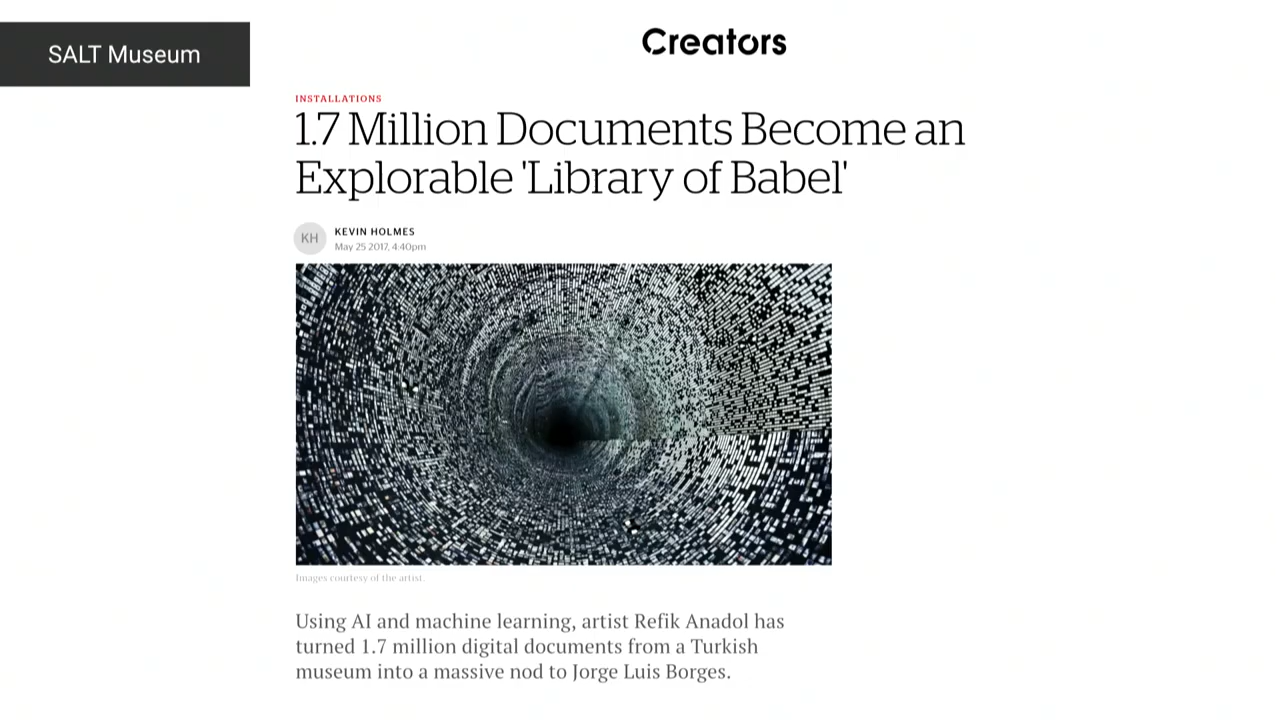 SALT Museum
Creators
INSTALLATIONS
1.7 Million Documents Become an
Explorable 'Library of Babel'
KH
KEVIN HOLMES
May 25 2017, 4:40pm
Images courtesy of the artist.
Using AI and machine learning, artist Refik Anadol has
turned 1.7 million digital documents from a Turkish
museum into a massive nod to Jorge Luis Borges.